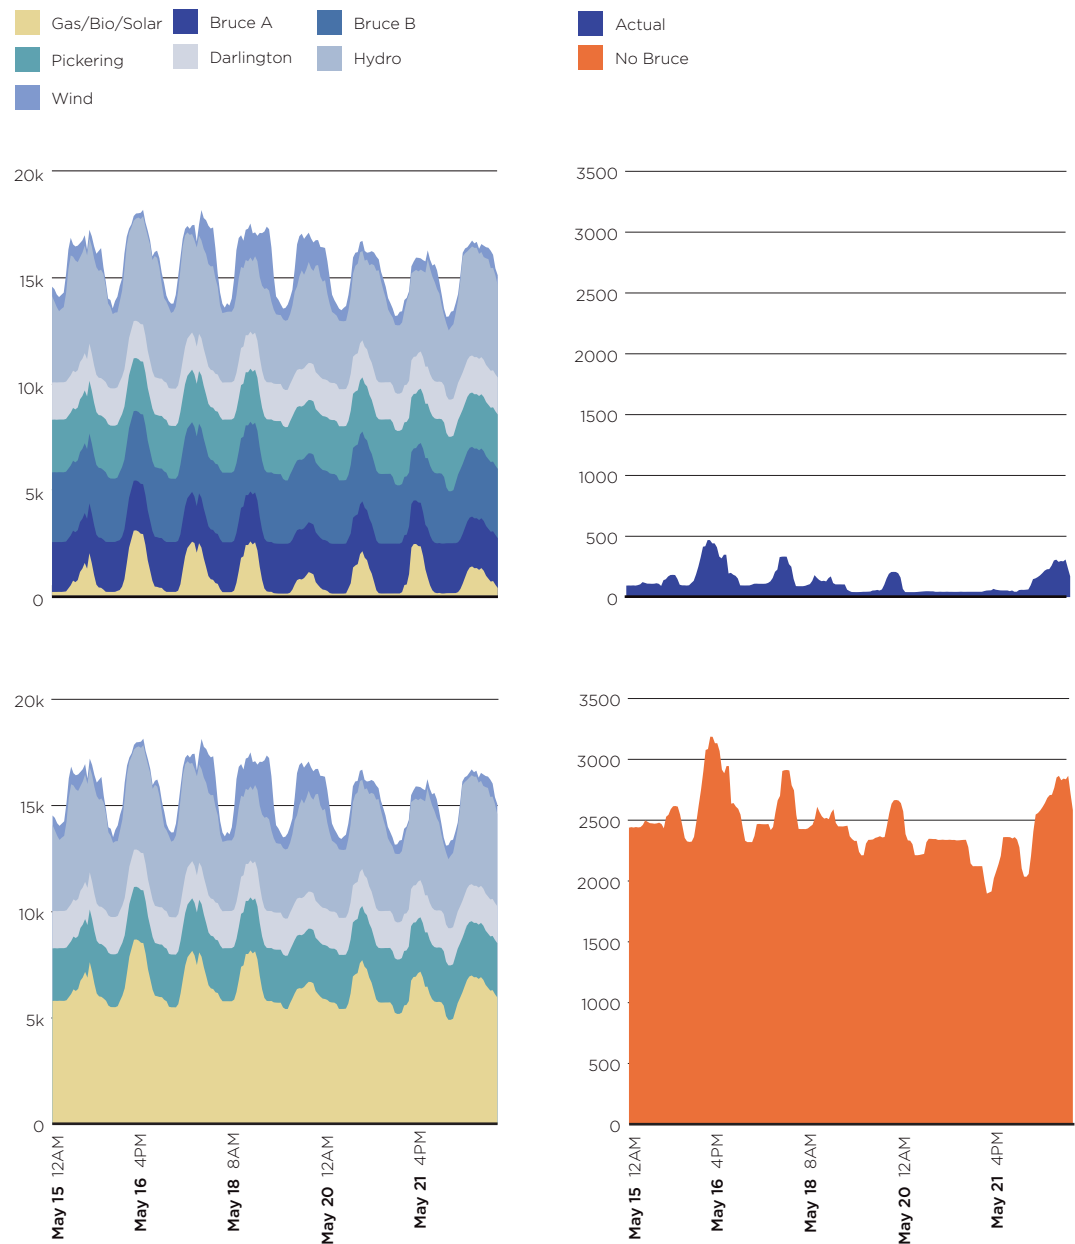 Gas/Bio/Solar
Bruce A
Bruce B
Pickering
Darlington
Hydro
Wind
Actual
No Bruce
20k
15k
10k
5k
0
3500
3000
2500
2000
1500
1000
500
0
20k
15k
10k
5k
0
May 15 12AM
May 16 4PM
May 18 8AM
May 20 12AM
May 21 4PM
3500
3000
2500
2000
1500
1000
500
0
May 15 12AM
May 16 4PM
May 18 8AM
May 20 12AM
May 21 4PM